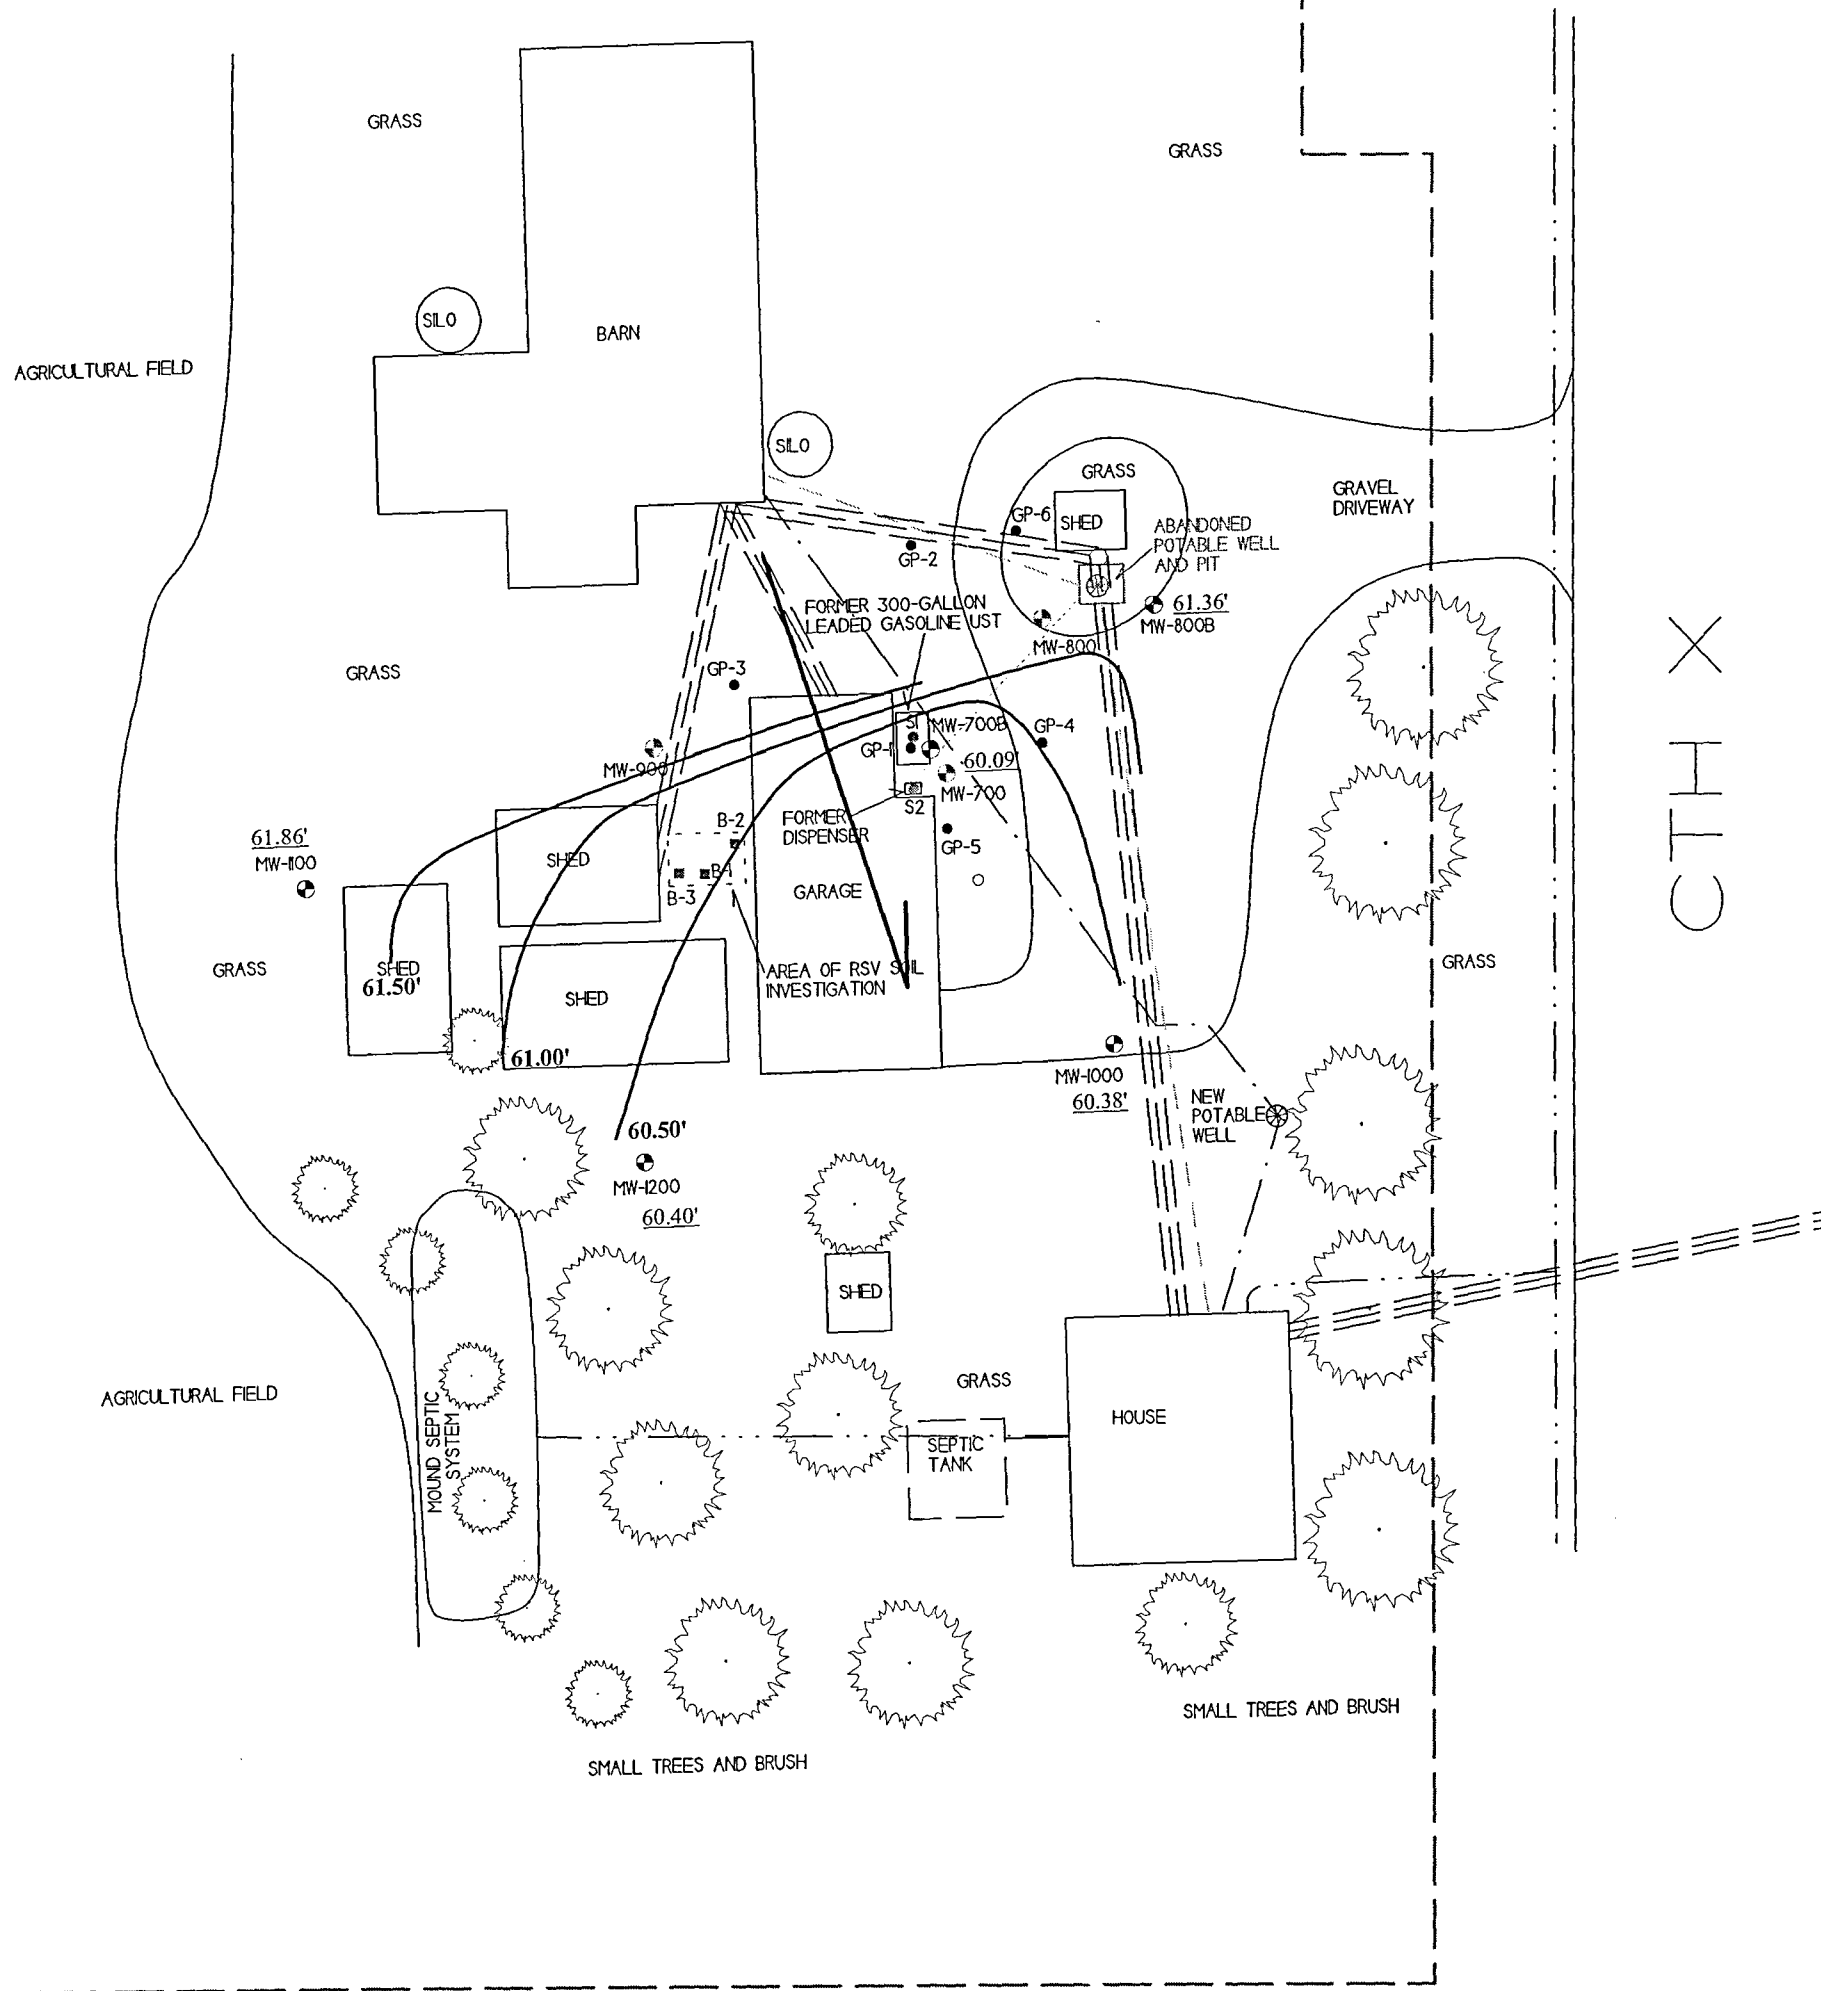 GRASS
GRASS
SILO
BARN
AGRICULTURAL FIELD
SILO
GRASS
GRAVEL
DRIVEWAY
GP-6
SHED
ABANDONED
POTABLE WELL
AND PIT
GP-2
FORMER 300-GALLON
LEADED GASOLINE UST
61.36'
MW-800B
MW-800
CTH X
GRASS
GP-3
S1
MW-700B
GP-4
GP-1
60.09'
MW-900
MW-700
S2
FORMER
DISPENSER
B-2
61.86'
MW-1100
SHED
B-1
B-3
GP-5
GARAGE
GRASS
SHED
61.50'
AREA OF RSV SOIL
INVESTIGATION
GRASS
SHED
61.00'
MW-1000
60.38'
NEW
POTABLE
WELL
60.50'
MW-1200
60.40'
SHED
AGRICULTURAL FIELD
GRASS
HOUSE
MOUND SEPTIC
SYSTEM
SEPTIC
TANK
SMALL TREES AND BRUSH
SMALL TREES AND BRUSH